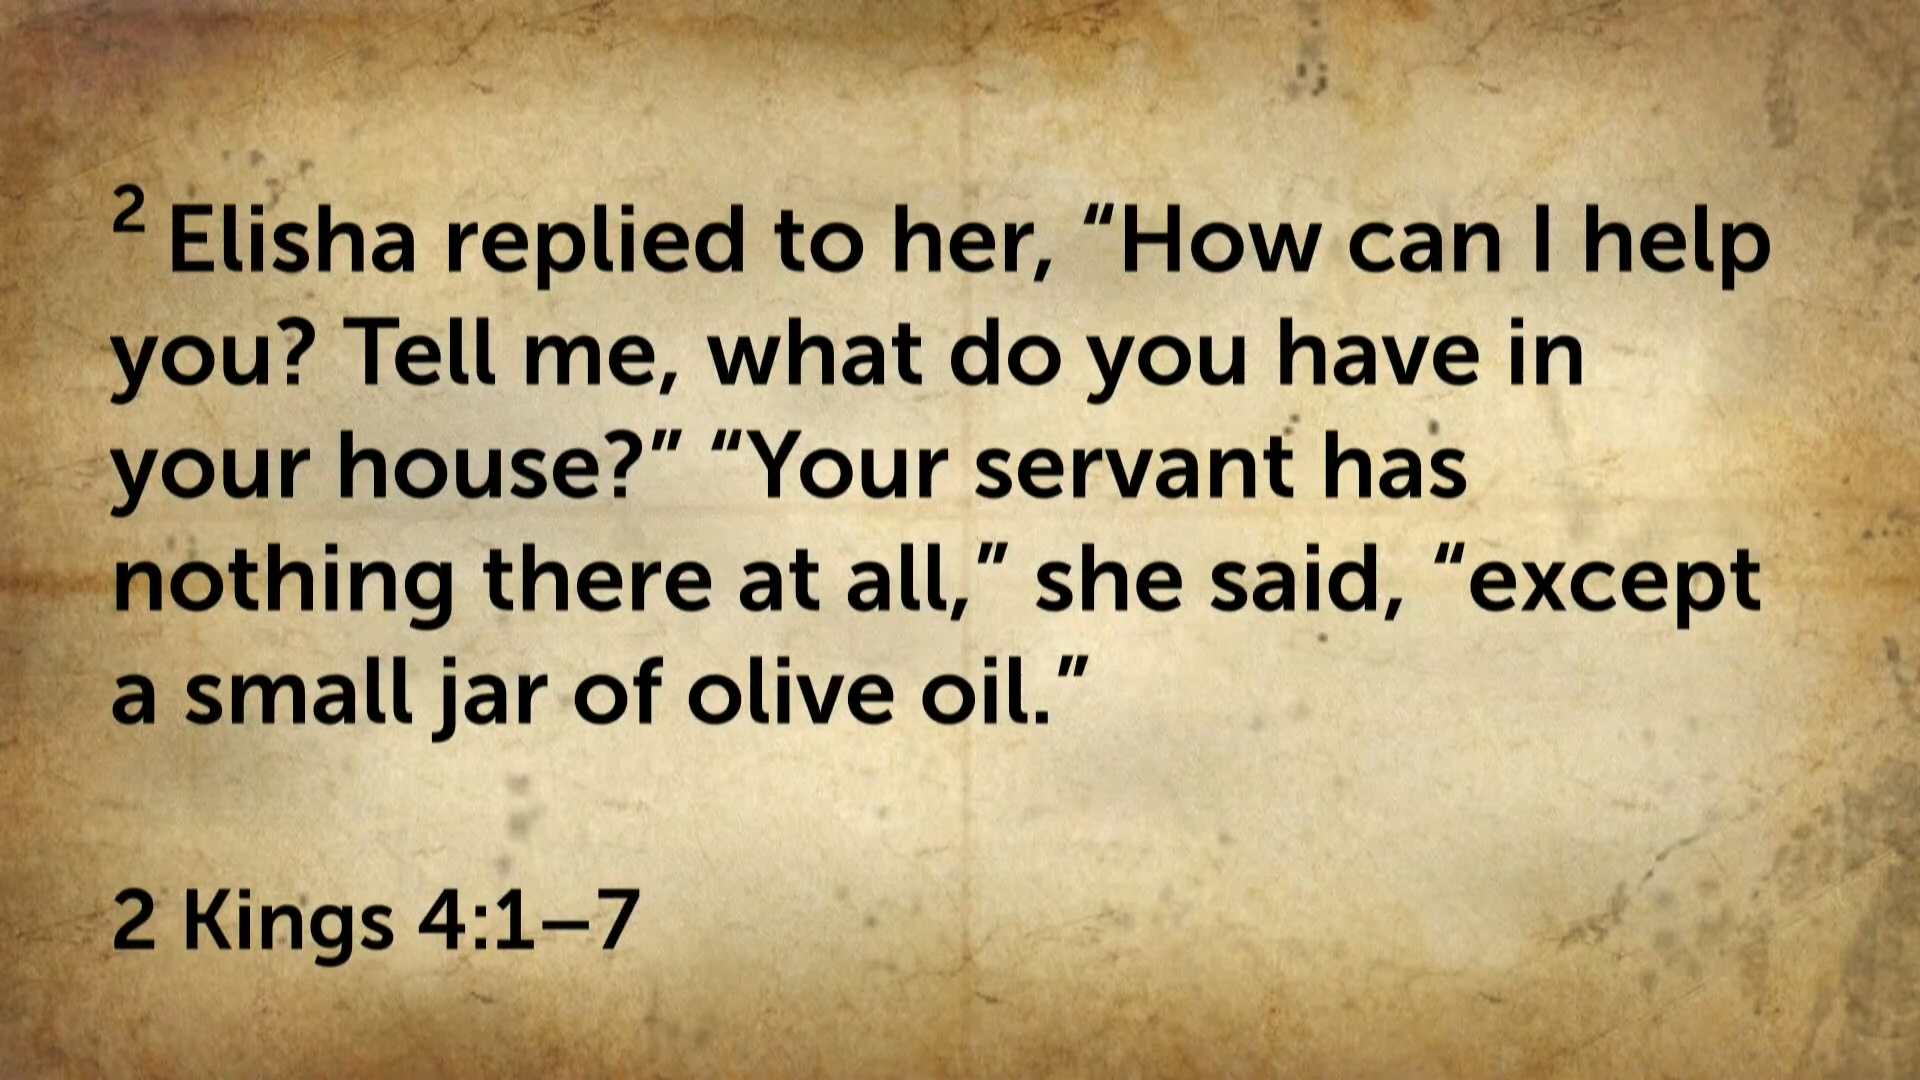 ² Elisha replied to her, “How can I help
you? Tell me, what do you have in
your house?” “Your servant has
nothing there at all,” she said, “except
a small jar of olive oil.”
2 Kings 4:1–7